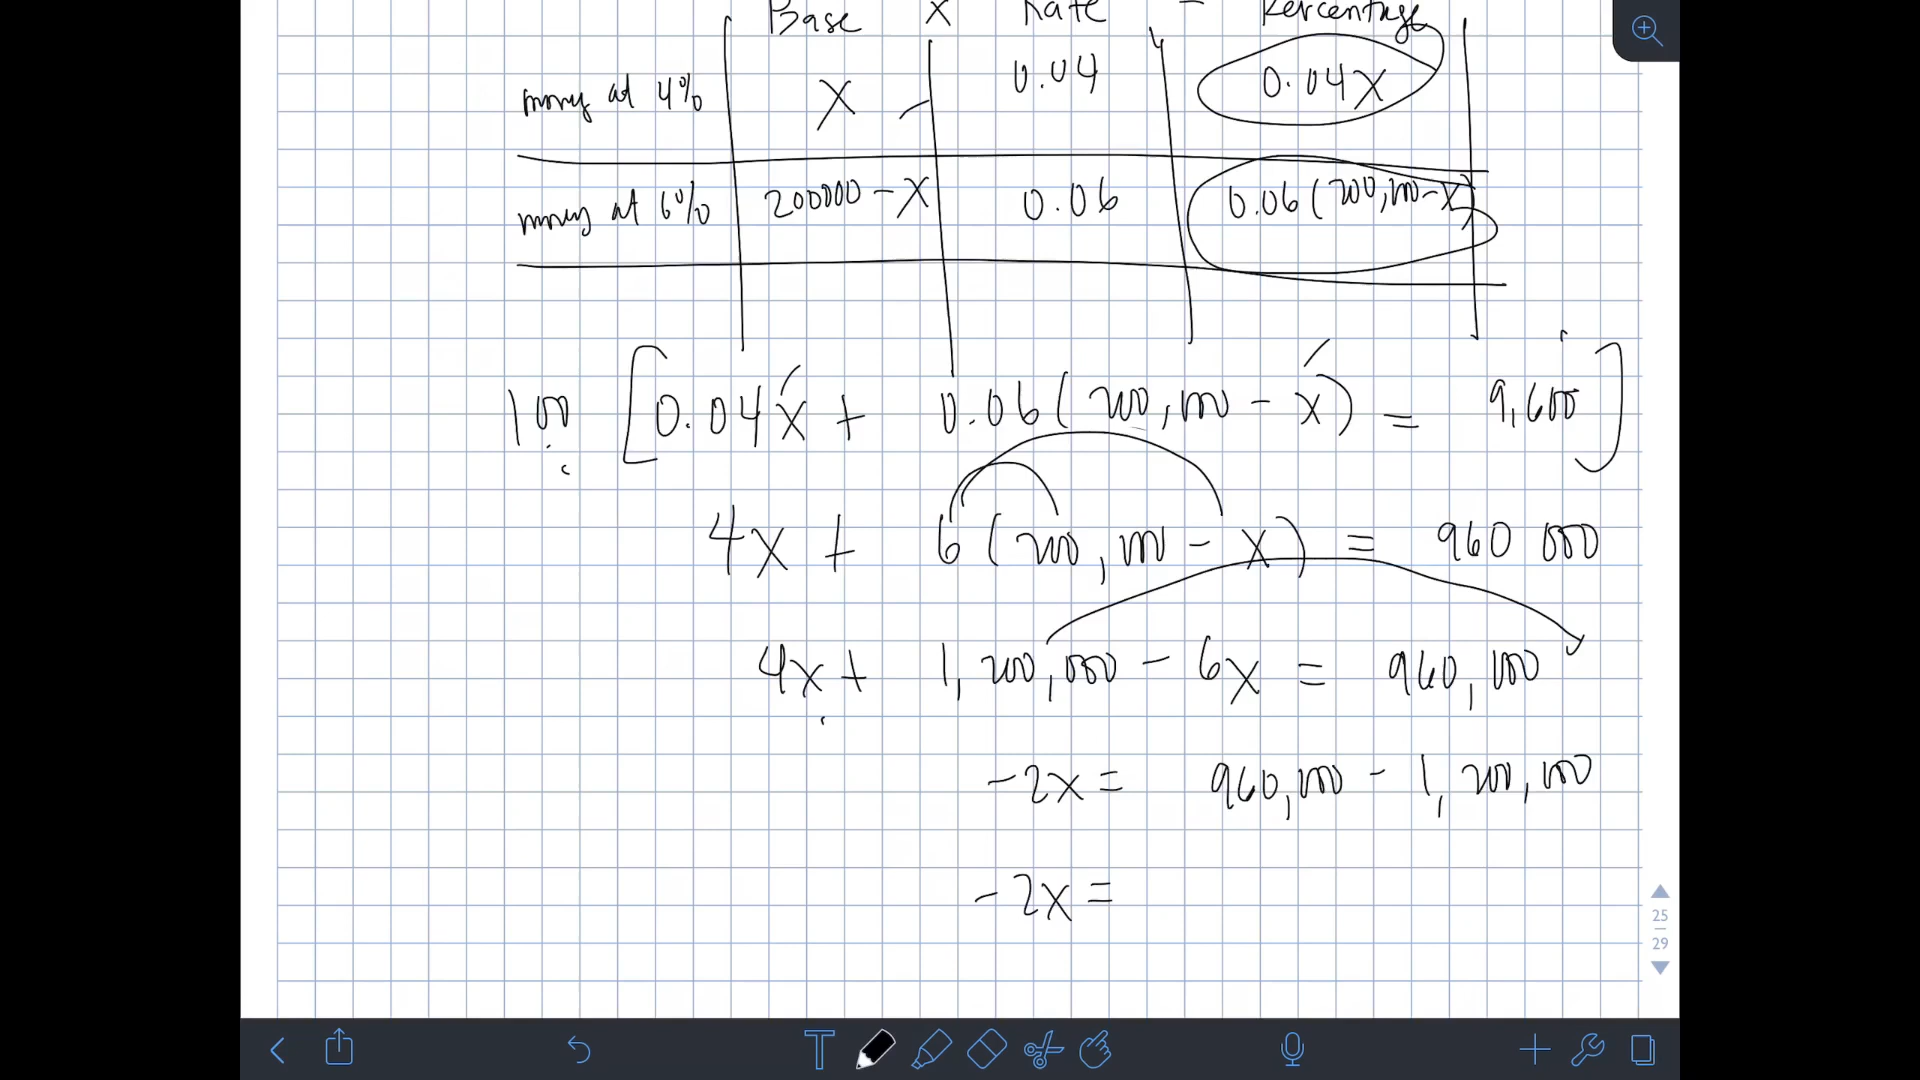 Base x Rate = Percentage
money at 4% X 0.04 0.04X
money at 6% 200000 - X 0.06 0.06(200,000-X)
100 [0.04X + 0.06(200,000 - X) = 9,600]
4X + 6(200,000 - X) = 960 000
4X + 1,200,000 - 6X = 960,000
-2X = 960,000 - 1,200,000
-2X =
25
29
T